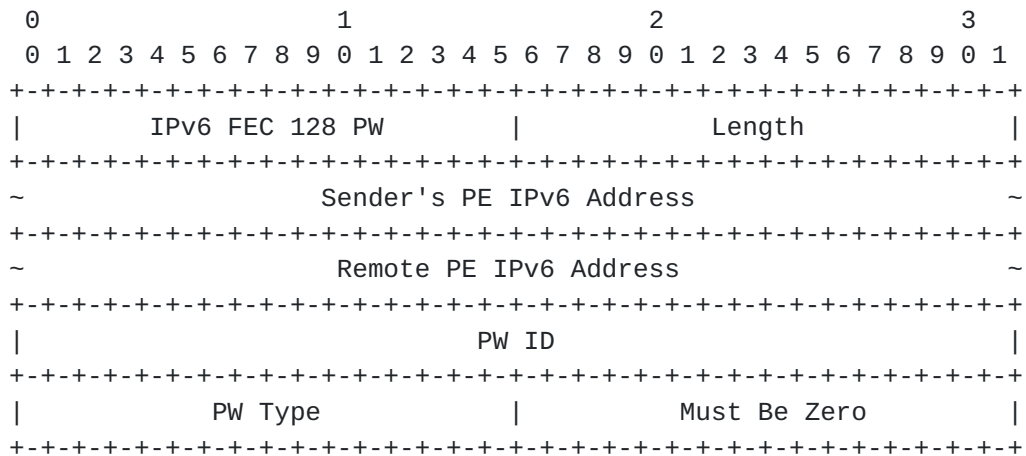 0                   1                   2                   3
 0 1 2 3 4 5 6 7 8 9 0 1 2 3 4 5 6 7 8 9 0 1 2 3 4 5 6 7 8 9 0 1
+-+-+-+-+-+-+-+-+-+-+-+-+-+-+-+-+-+-+-+-+-+-+-+-+-+-+-+-+-+-+-+-+
|        IPv6 FEC 128 PW        |            Length             |
+-+-+-+-+-+-+-+-+-+-+-+-+-+-+-+-+-+-+-+-+-+-+-+-+-+-+-+-+-+-+-+-+
~                   Sender's PE IPv6 Address                    ~
+-+-+-+-+-+-+-+-+-+-+-+-+-+-+-+-+-+-+-+-+-+-+-+-+-+-+-+-+-+-+-+-+
~                    Remote PE IPv6 Address                     ~
+-+-+-+-+-+-+-+-+-+-+-+-+-+-+-+-+-+-+-+-+-+-+-+-+-+-+-+-+-+-+-+-+
|                             PW ID                             |
+-+-+-+-+-+-+-+-+-+-+-+-+-+-+-+-+-+-+-+-+-+-+-+-+-+-+-+-+-+-+-+-+
|            PW Type            |          Must Be Zero         |
+-+-+-+-+-+-+-+-+-+-+-+-+-+-+-+-+-+-+-+-+-+-+-+-+-+-+-+-+-+-+-+-+